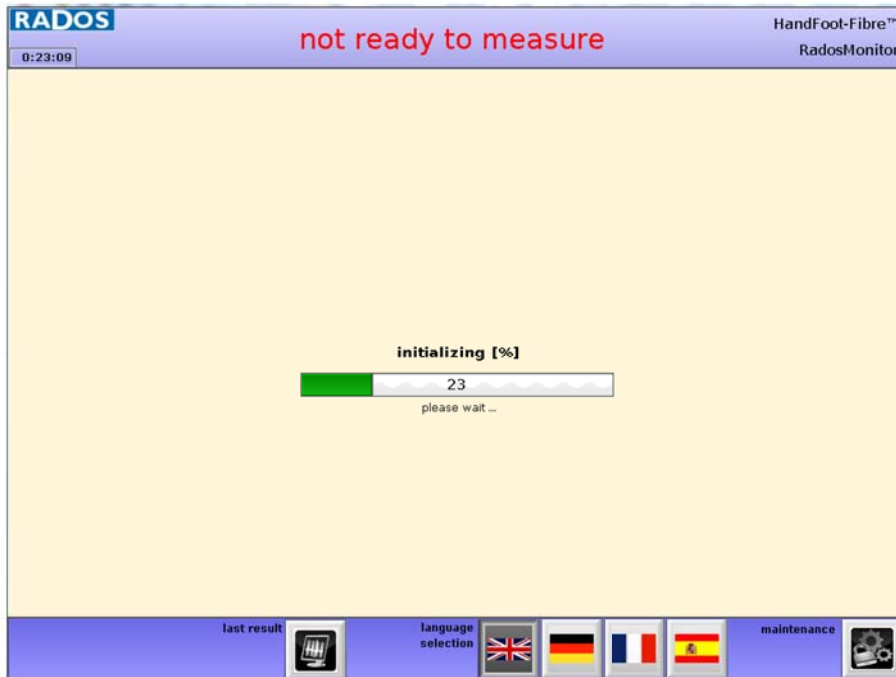 RADOS
0:23:09
not ready to measure
HandFoot-Fibre™
RadosMonitor
initializing [%]
23
please wait ...
last result
language
selection
maintenance